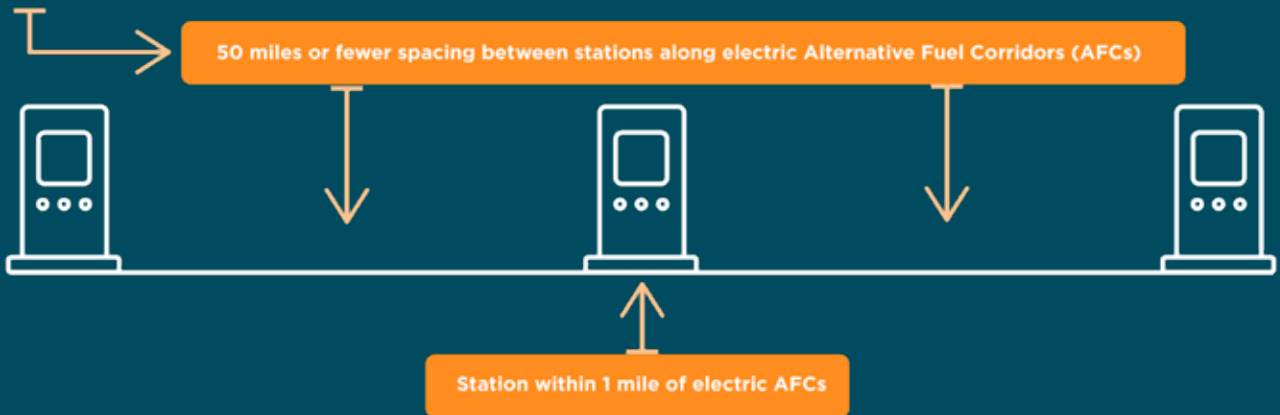 50 miles or fewer spacing between stations along electric Alternative Fuel Corridors (AFCs)
Station within 1 mile of electric AFCs